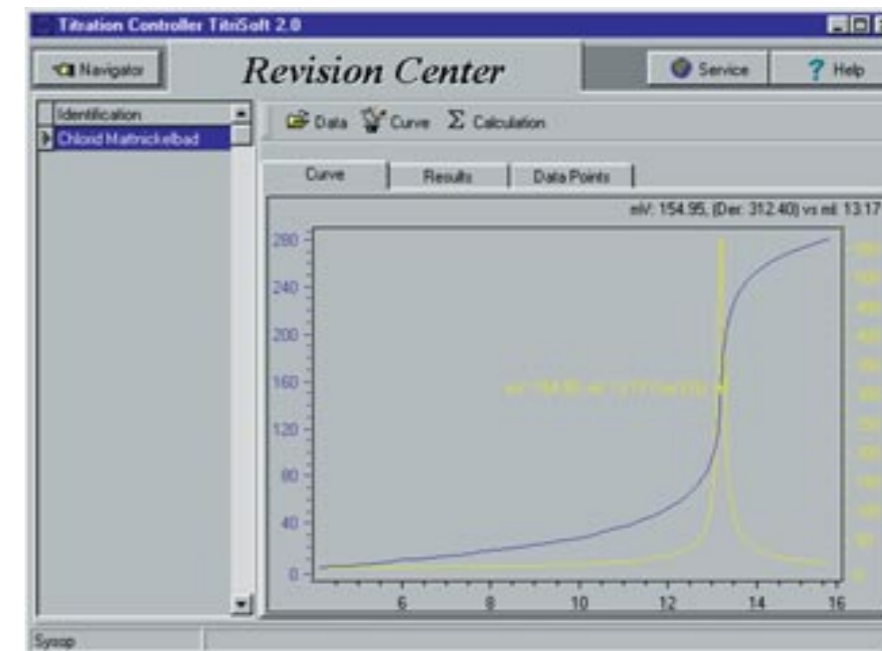 Titration Controller TitriSoft 2.0
Navigator
Revision Center
Service
Help
Identification
Chlorid Mattnickelbad
Data
Curve
Σ Calculation
Curve
Results
Data Points
mV: 154.95, (Der: 312.40) vs ml: 13.17
280
240
200
160
120
80
40
0
6
8
10
12
14
16
Sysop